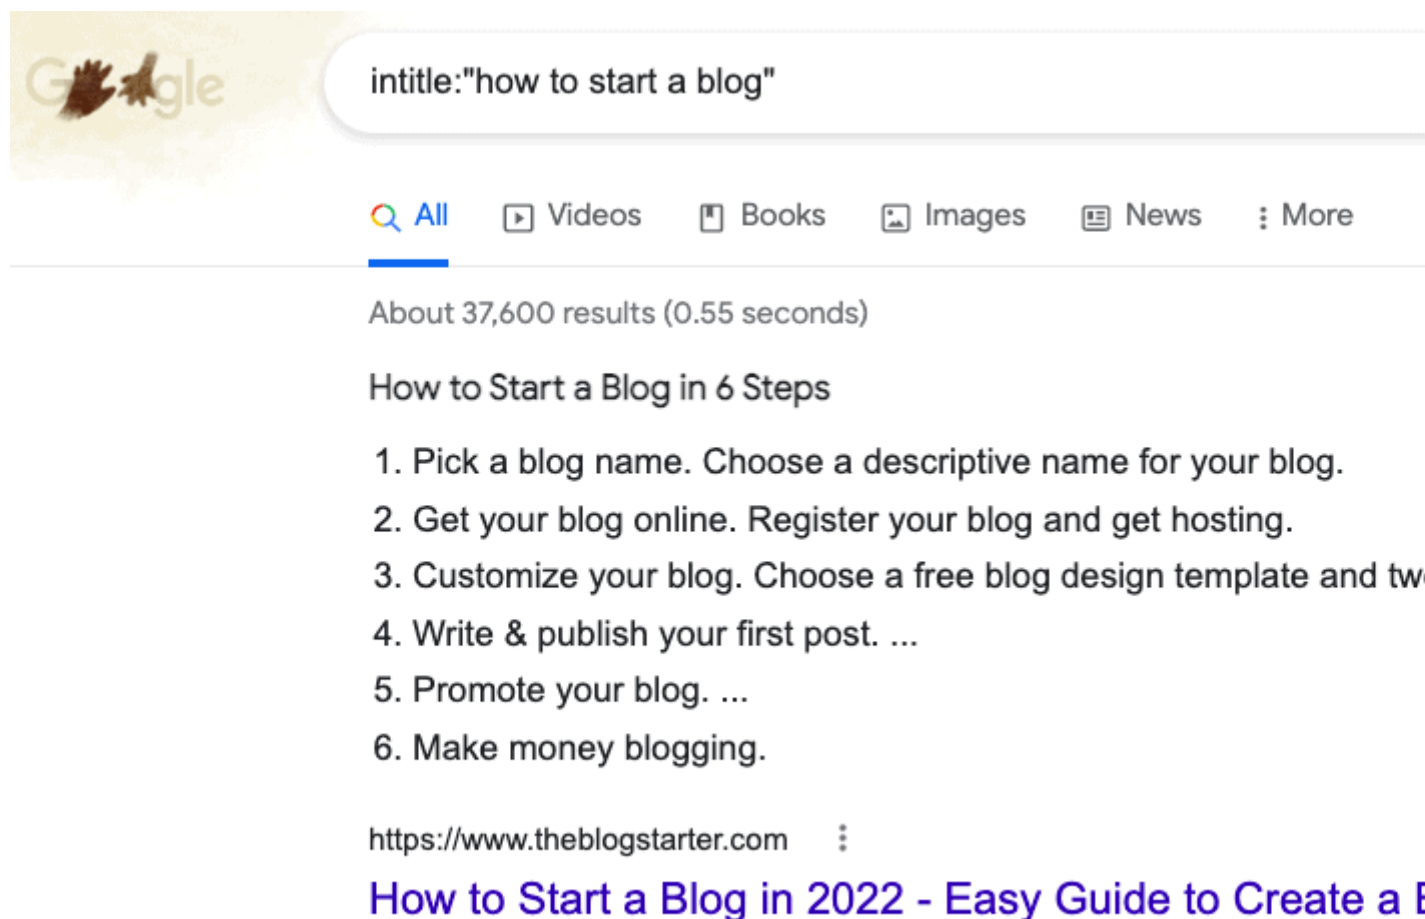 Google
intitle:"how to start a blog"
All Videos Books Images News More
About 37,600 results (0.55 seconds)
How to Start a Blog in 6 Steps
1. Pick a blog name. Choose a descriptive name for your blog.
2. Get your blog online. Register your blog and get hosting.
3. Customize your blog. Choose a free blog design template and
4. Write & publish your first post. ...
5. Promote your blog. ...
6. Make money blogging.
https://www.theblogstarter.com
How to Start a Blog in 2022 - Easy Guide to Create a